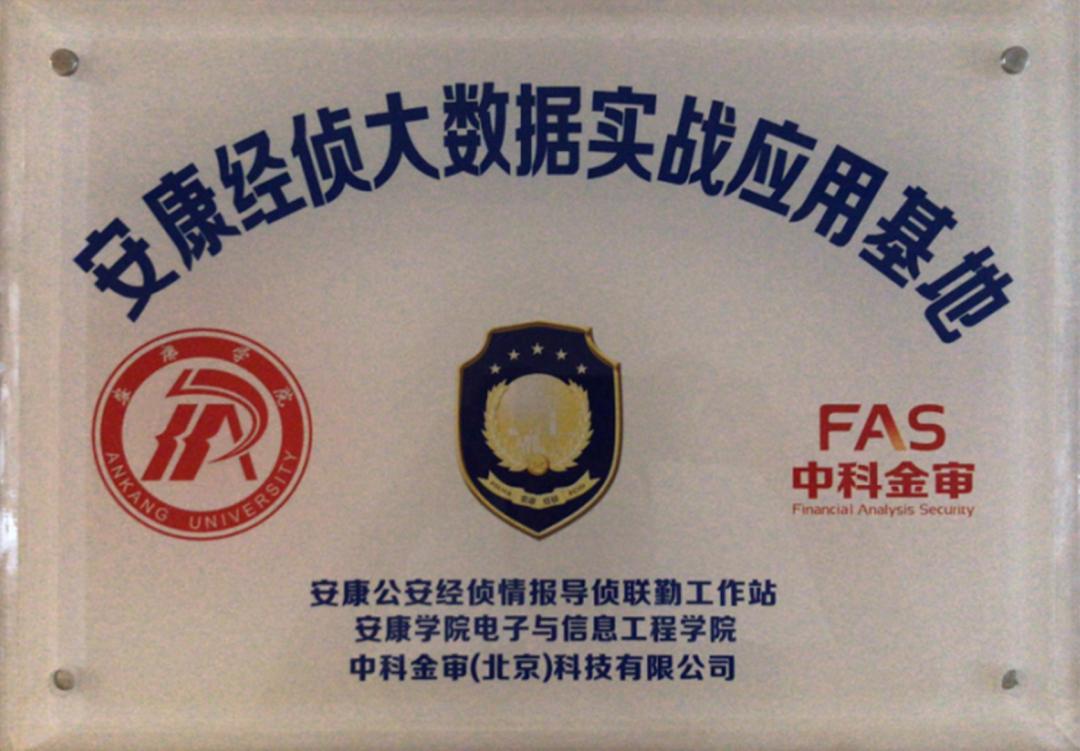 安康经侦大数据实战应用基地
安康学院
ANKANG UNIVERSITY
FAS
中科金审
Financial Analysis Security
安康公安经侦情报导侦联勤工作站
安康学院电子与信息工程学院
中科金审(北京)科技有限公司